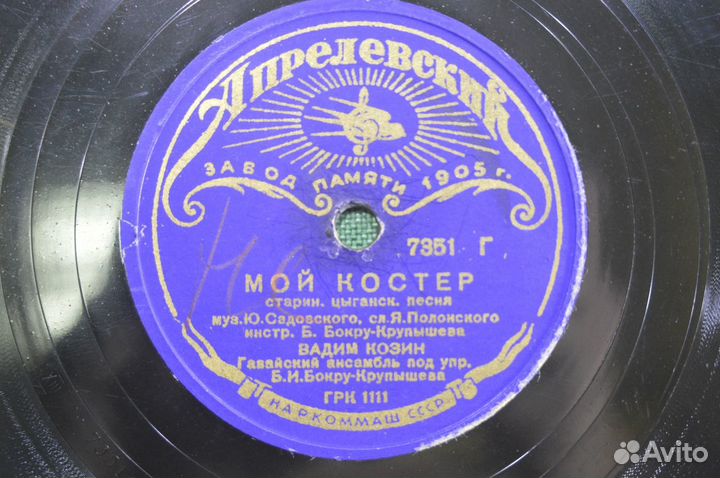 Апрелевский
ЗАВОД ПАМЯТИ 1905 г.
7351 Г
МОЙ КОСТЕР
старин. цыганск. песня
муз. Ю. Садовского, сл. Я. Полонского
инстр. Б. Бокру-Крупышева
ВАДИМ КОЗИН
Гавайский ансамбль под упр.
Б. И. Бокру-Крупышева
ГРК 1111
НАРКОММАШ СССР
Avito